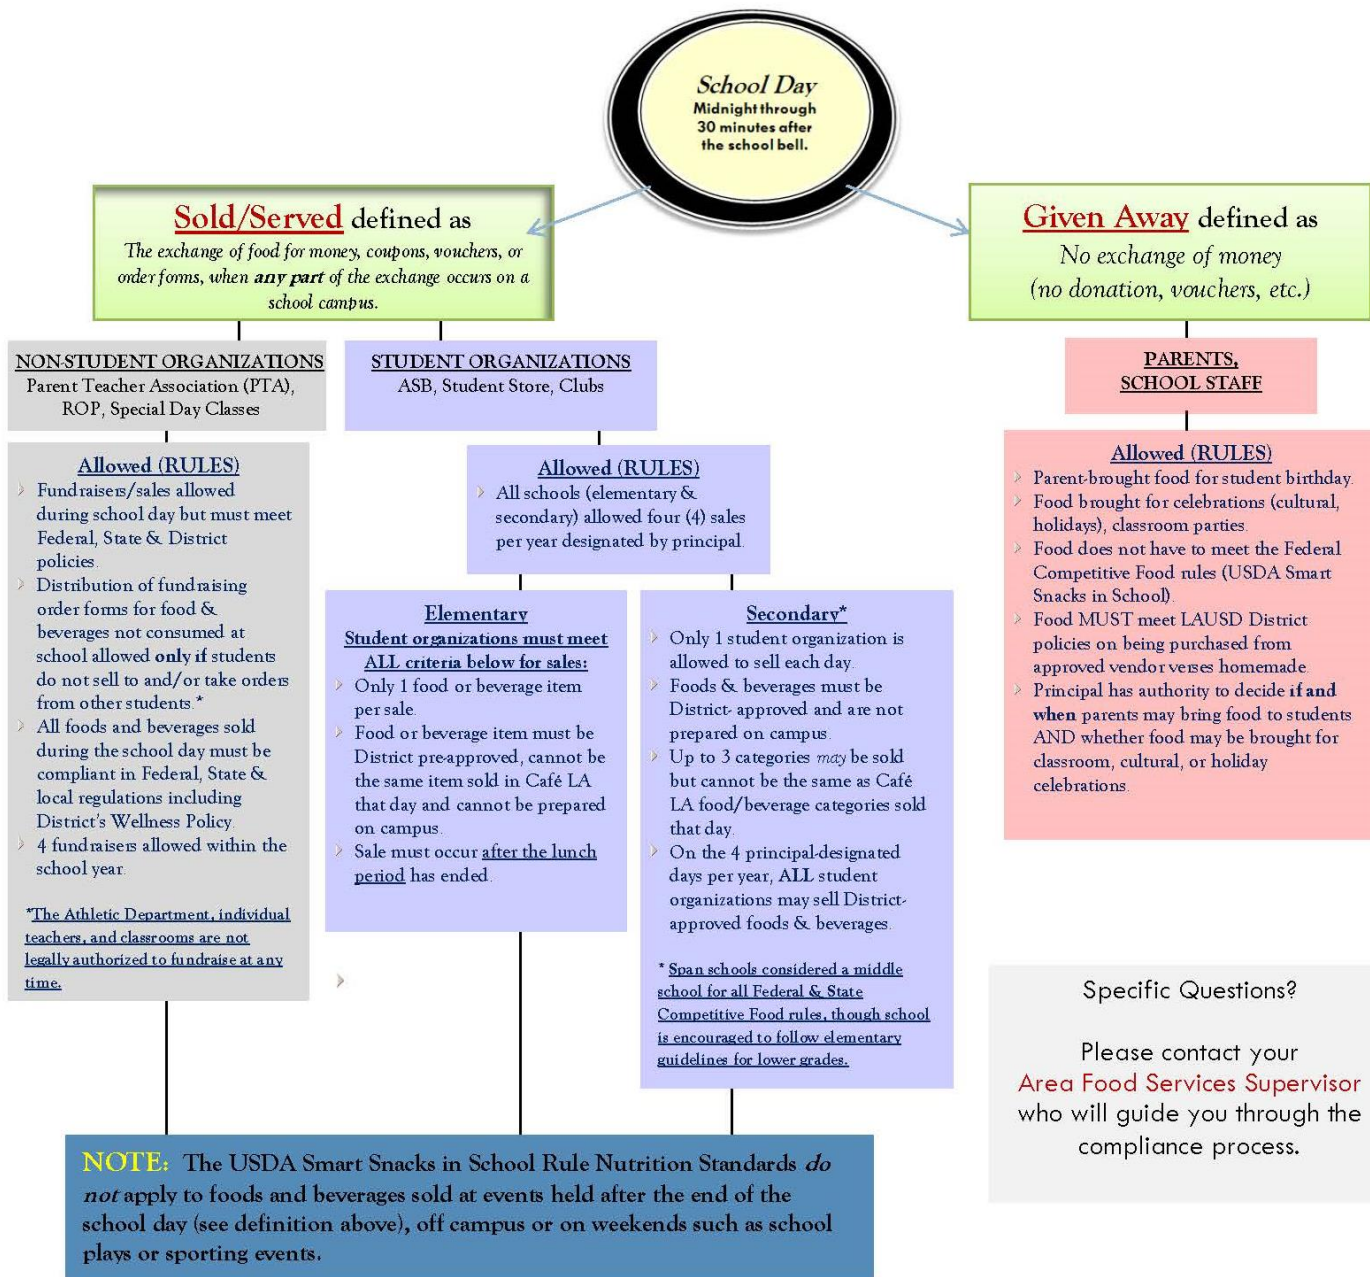 School Day
Midnight through
30 minutes after
the school bell.
Sold/Served defined as
The exchange of food for money, coupons, vouchers, or
order forms, when any part of the exchange occurs on a
school campus.
Given Away defined as
No exchange of money
(no donation, vouchers, etc.)
NON-STUDENT ORGANIZATIONS
Parent Teacher Association (PTA),
ROP, Special Day Classes
STUDENT ORGANIZATIONS
ASB, Student Store, Clubs
PARENTS,
SCHOOL STAFF
Allowed (RULES)
Fundraisers/sales allowed
during school day but must meet
Federal, State & District
policies.
Distribution of fundraising
order forms for food &
beverages not consumed at
school allowed only if students
do not sell to and/or take orders
from other students.*
All foods and beverages sold
during the school day must be
compliant in Federal, State &
local regulations including
District's Wellness Policy.
4 fundraisers allowed within the
school year.
*The Athletic Department, individual
teachers, and classrooms are not
legally authorized to fundraise at any
time.
Allowed (RULES)
All schools (elementary &
secondary) allowed four (4) sales
per year designated by principal.
Elementary
Student organizations must meet
ALL criteria below for sales:
Only 1 food or beverage item
per sale.
Food or beverage item must be
District pre-approved, cannot be
the same item sold in Café LA
that day and cannot be prepared
on campus.
Sale must occur after the lunch
period has ended.
Secondary*
Only 1 student organization is
allowed to sell each day.
Foods & beverages must be
District- approved and are not
prepared on campus.
Up to 3 categories may be sold
but cannot be the same as Café
LA food/beverage categories sold
that day.
On the 4 principal-designated
days per year, ALL student
organizations may sell District-
approved foods & beverages.
* Span schools considered a middle
school for all Federal & State
Competitive Food rules, though school
is encouraged to follow elementary
guidelines for lower grades.
Allowed (RULES)
Parent-brought food for student birthday.
Food brought for celebrations (cultural,
holidays), classroom parties.
Food does not have to meet the Federal
Competitive Food rules (USDA Smart
Snacks in School).
Food MUST meet LAUSD District
policies on being purchased from
approved vendor verses homemade.
Principal has authority to decide if and
when parents may bring food to students
AND whether food may be brought for
classroom, cultural, or holiday
celebrations.
Specific Questions?
Please contact your
Area Food Services Supervisor
who will guide you through the
compliance process.
NOTE: The USDA Smart Snacks in School Rule Nutrition Standards do
not apply to foods and beverages sold at events held after the end of the
school day (see definition above), off campus or on weekends such as school
plays or sporting events.